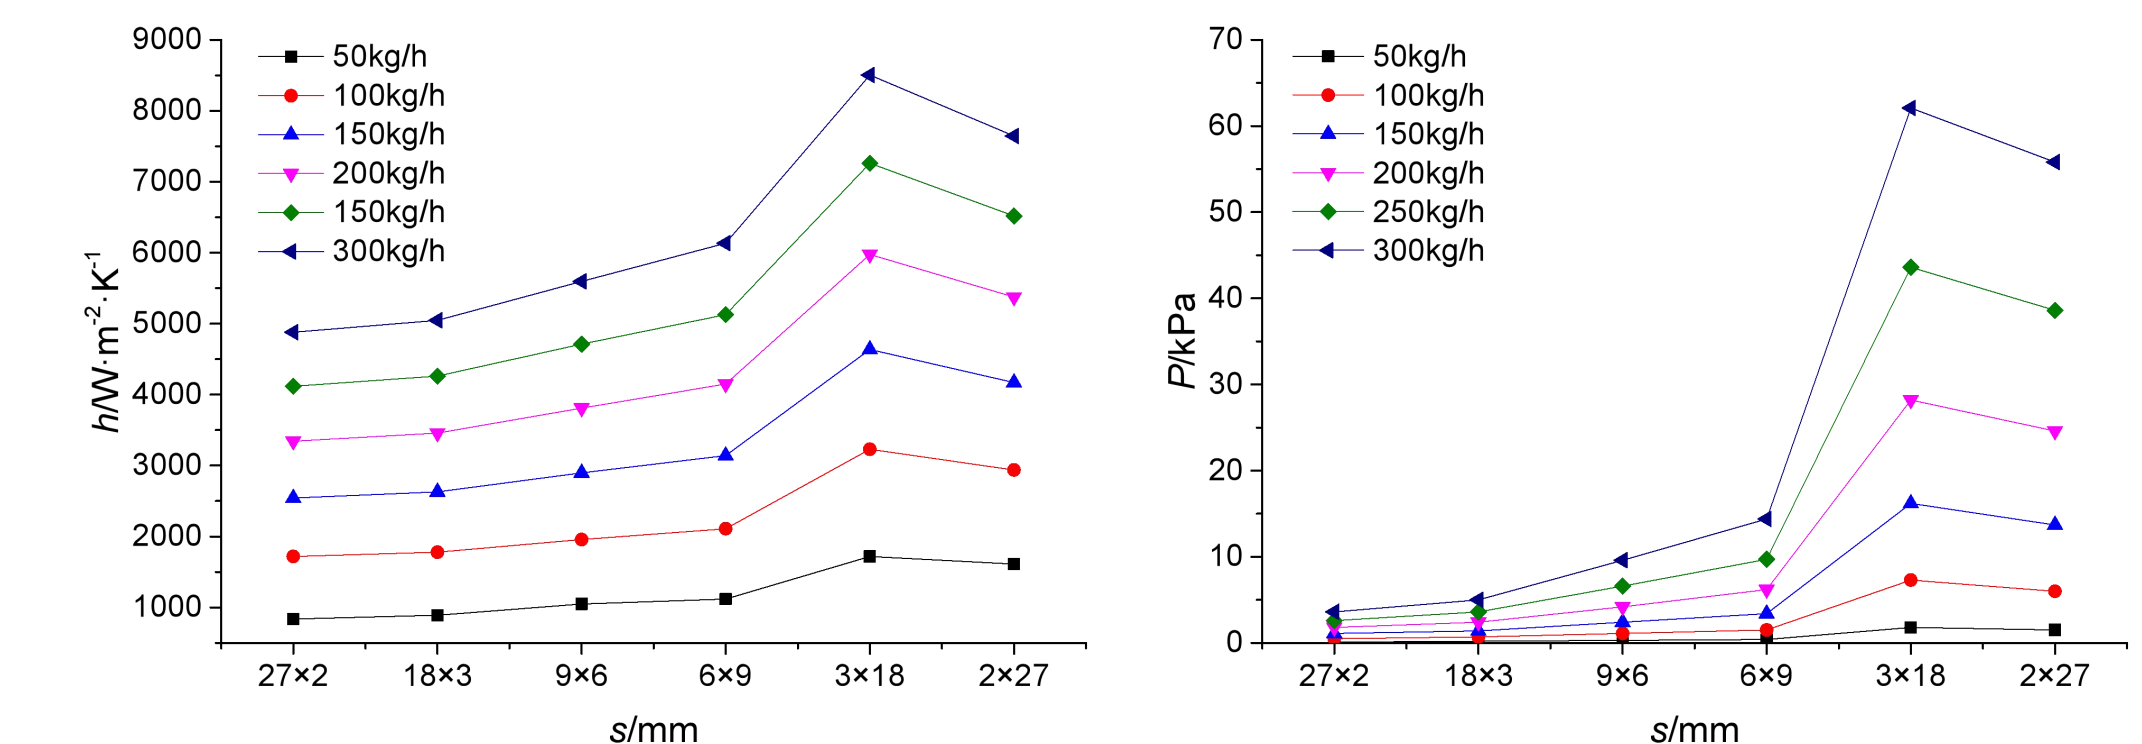 9000
8000
7000
6000
5000
4000
3000
2000
1000
h/W·m-2·K-1
50kg/h
100kg/h
150kg/h
200kg/h
150kg/h
300kg/h
27×2 18×3 9×6 6×9 3×18 2×27
s/mm
70
60
50
40
30
20
10
0
P/kPa
50kg/h
100kg/h
150kg/h
200kg/h
250kg/h
300kg/h
27×2 18×3 9×6 6×9 3×18 2×27
s/mm